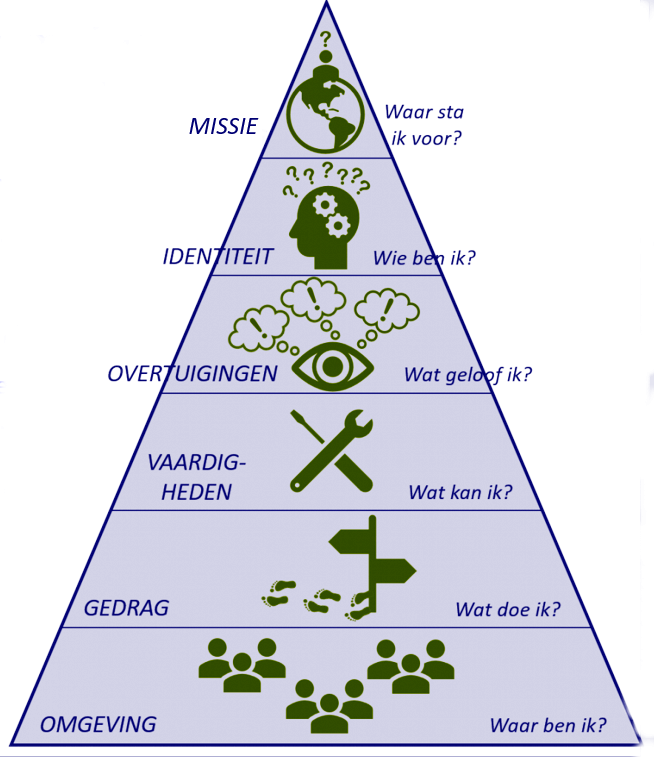 ?
MISSIE
Waar sta
ik voor?
? ? ? ? ? ? ?
IDENTITEIT
Wie ben ik?
! ! !
OVERTUIGINGEN
Wat geloof ik?
VAARDIG-
HEDEN
Wat kan ik?
GEDRAG
Wat doe ik?
OMGEVING
Waar ben ik?